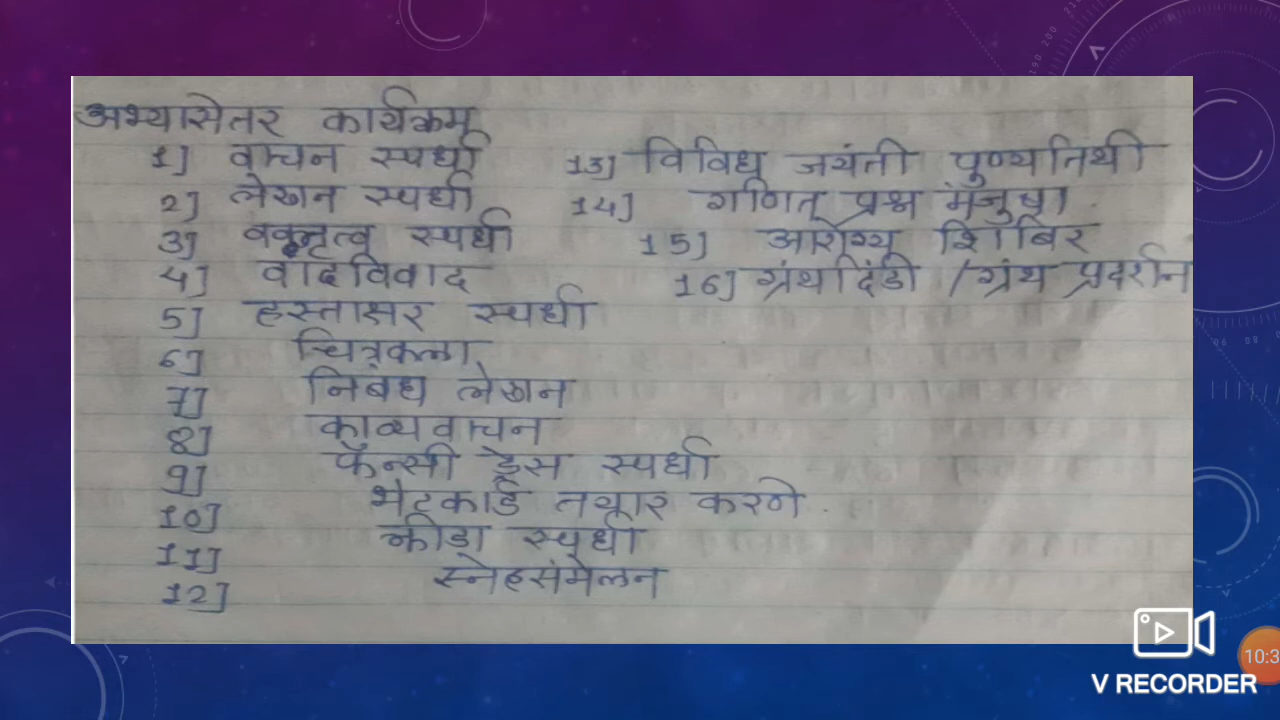 अभ्यासेतर कार्यक्रम
1] वाचन स्पर्धा
2] लेखन स्पर्धा
3] वक्तृत्व स्पर्धा
4] वादविवाद
5] हस्ताक्षर स्पर्धा
6] चित्रकला
7] निबंध लेखन
8] काव्यवाचन
9] फॅन्सी ड्रेस स्पर्धा
10] भेटकार्ड तयार करणे.
11] क्रीडा स्पर्धा
12] स्नेहसंमेलन
13] विविध जयंती पुण्यतिथी
14] गणित प्रश्न मंजुषा.
15] आरोग्य शिबिर
16] ग्रंथदिंडी / ग्रंथ प्रदर्शन
V RECORDER
10:3